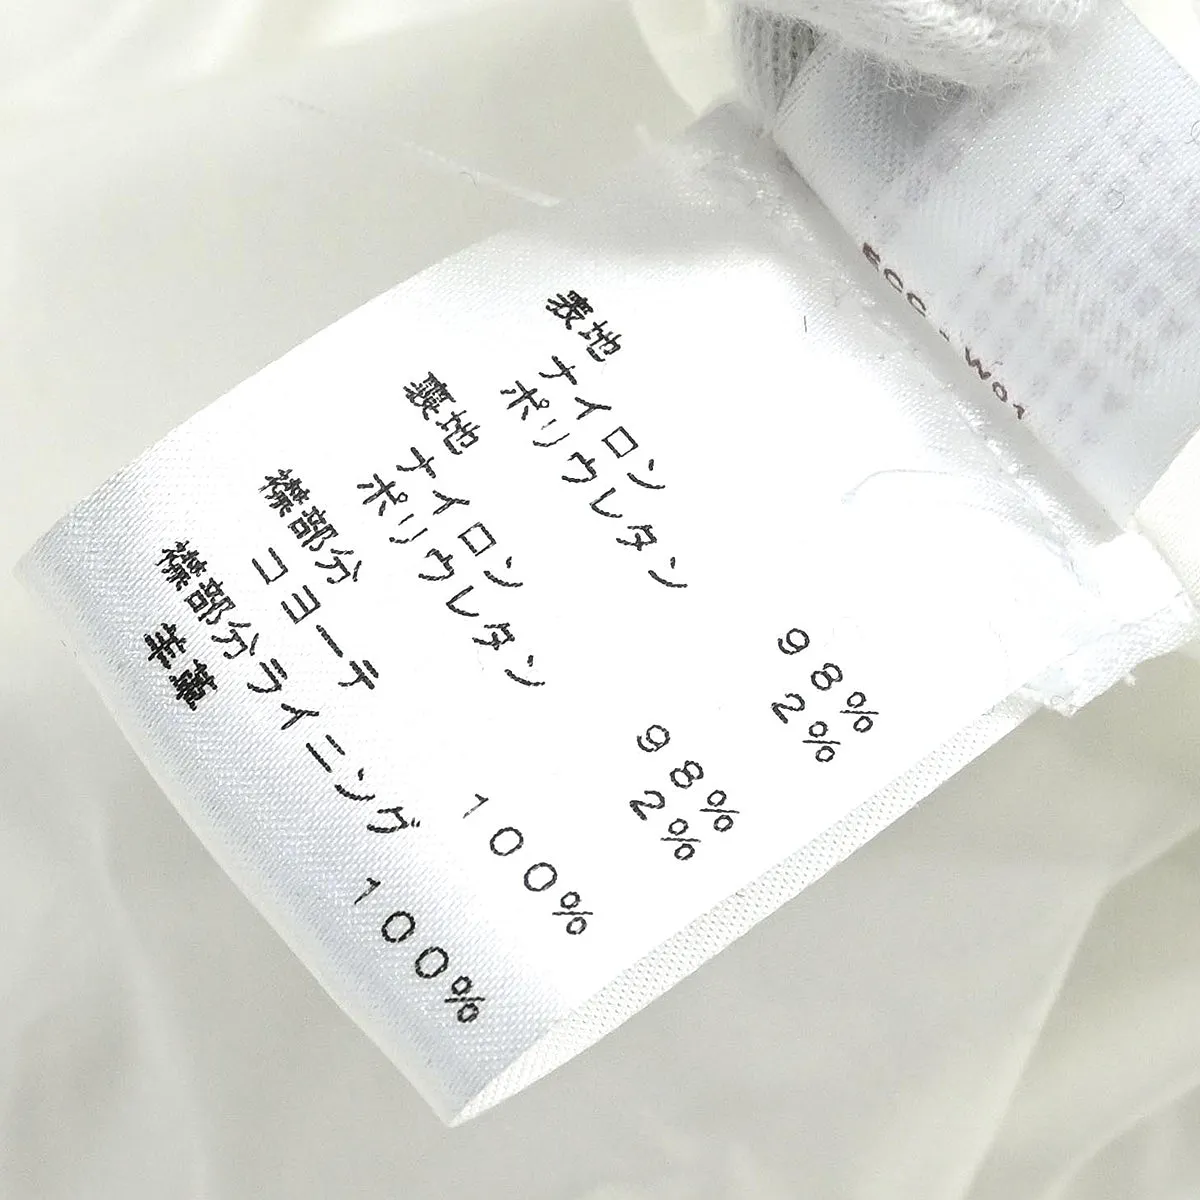 表地
ナイロン 98%
ポリウレタン 2%
裏地
ナイロン 98%
ポリウレタン 2%
襟部分
コヨーテ 100%
襟部分ライニング
羊革 100%